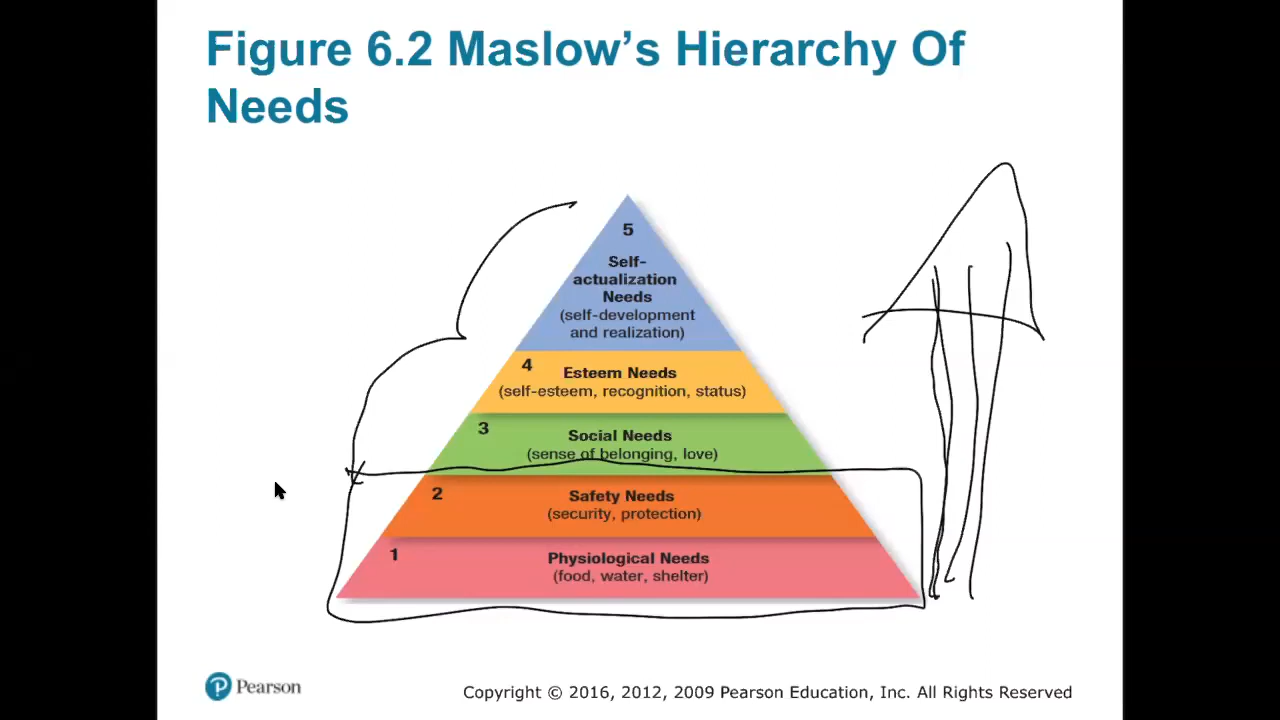 Figure 6.2 Maslow’s Hierarchy Of
Needs
5
Self-
actualization
Needs
(self-development
and realization)
4
Esteem Needs
(self-esteem, recognition, status)
3
Social Needs
(sense of belonging, love)
2
Safety Needs
(security, protection)
1
Physiological Needs
(food, water, shelter)
P
Pearson
Copyright © 2016, 2012, 2009 Pearson Education, Inc. All Rights Reserved